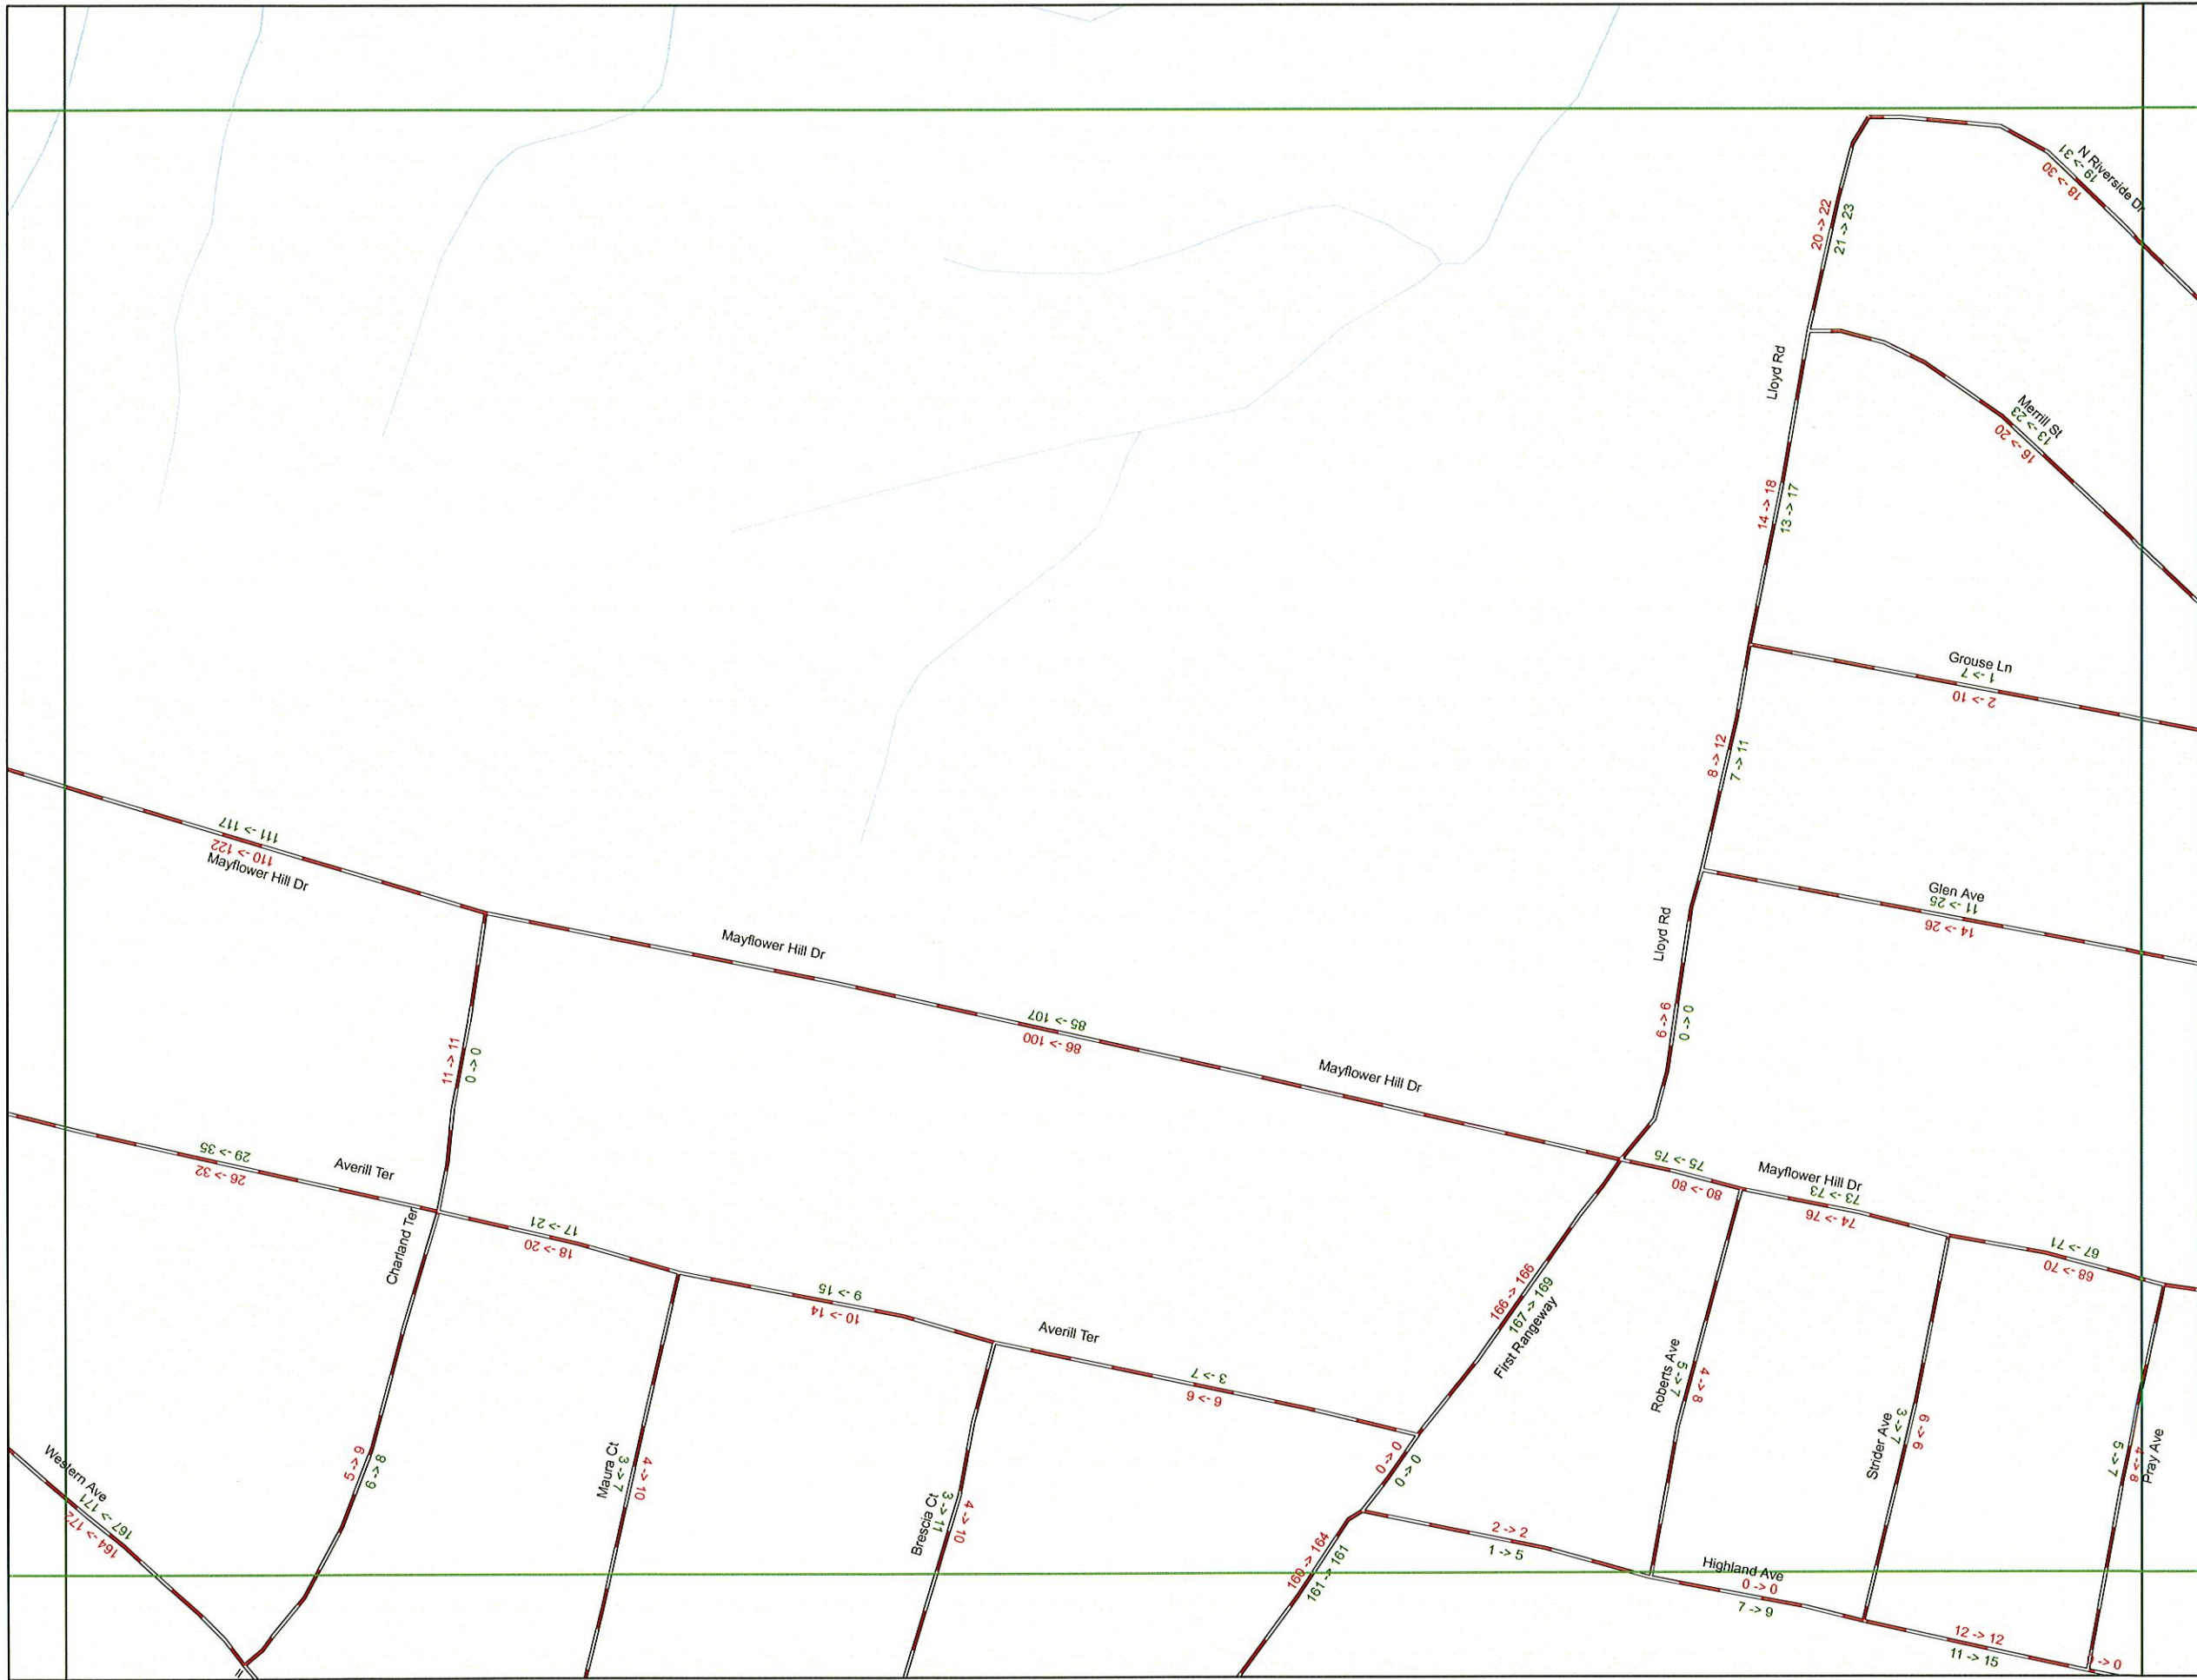 N Riverside Dr
19 -> 31
18 -> 30
20 -> 22
21 -> 23
Lloyd Rd
Merrill St
13 -> 23
16 -> 20
14 -> 18
13 -> 17
Grouse Ln
1 -> 7
2 -> 10
8 -> 12
7 -> 11
111 -> 117
110 -> 122
Mayflower Hill Dr
Glen Ave
11 -> 25
14 -> 26
Lloyd Rd
Mayflower Hill Dr
85 -> 107
86 -> 100
0 -> 0
11 -> 11
0 -> 0
Mayflower Hill Dr
29 -> 35
26 -> 32
Averill Ter
75 -> 75
80 -> 80
Mayflower Hill Dr
73 -> 73
74 -> 76
Charland Ter
17 -> 21
18 -> 20
67 -> 71
68 -> 70
9 -> 15
10 -> 14
166 -> 166
167 -> 169
First Rangeway
Averill Ter
3 -> 7
6 -> 6
Roberts Ave
5 -> 7
4 -> 8
Strider Ave
3 -> 7
6 -> 6
5 -> 7
4 -> 8
Pray Ave
Western Ave
167 -> 171
164 -> 172
Maura Ct
3 -> 7
4 -> 10
Brescia Ct
3 -> 11
4 -> 10
0 -> 0
0 -> 0
160 -> 164
161 -> 161
2 -> 2
1 -> 5
Highland Ave
0 -> 0
7 -> 9
12 -> 12
11 -> 15